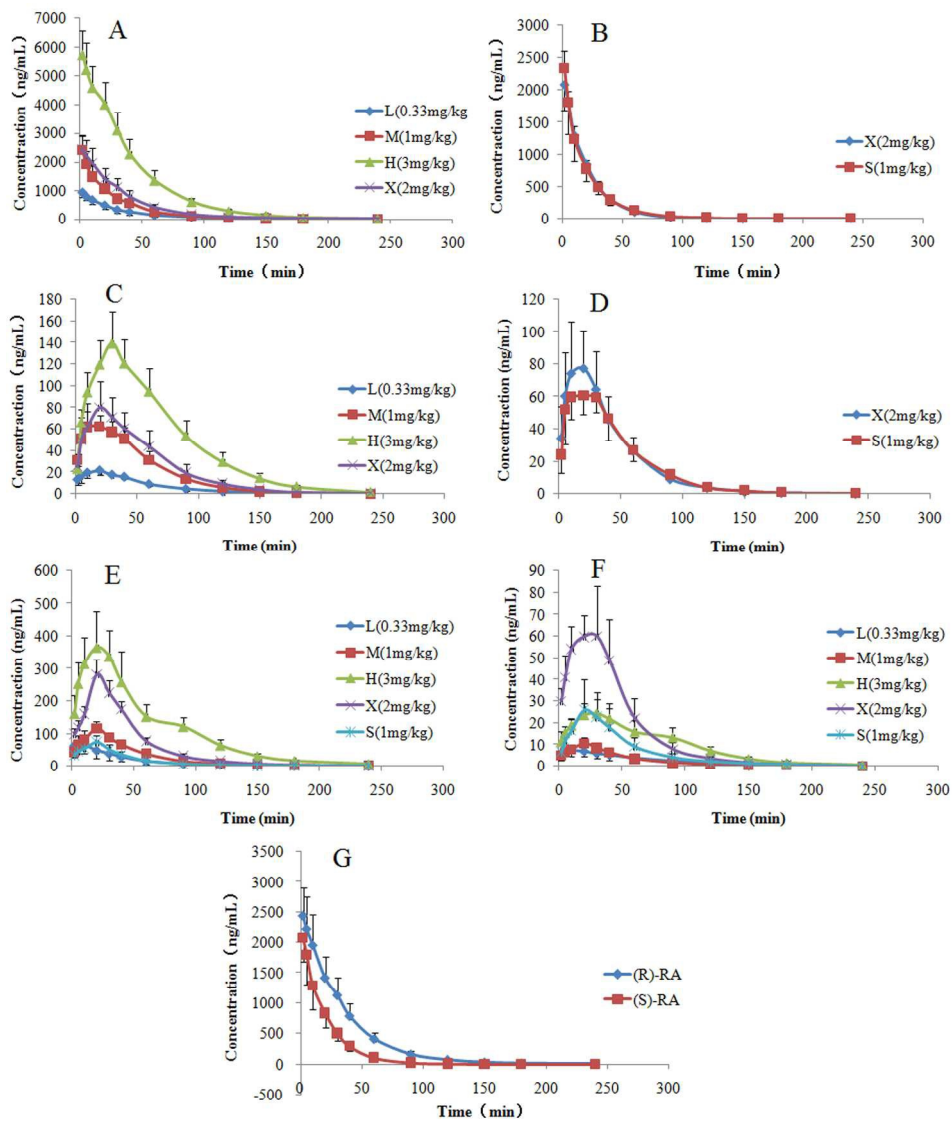 A
Concentraction (ng/mL)
7000
6000
5000
4000
3000
2000
1000
0
0 50 100 150 200 250 300
Time (min)
L(0.33mg/kg
M(1mg/kg)
H(3mg/kg)
X(2mg/kg)
B
Concentraction (ng/mL)
3000
2500
2000
1500
1000
500
0
0 50 100 150 200 250 300
Time (min)
X(2mg/kg)
S(1mg/kg)
C
Concentraction (ng/mL)
180
160
140
120
100
80
60
40
20
0
0 50 100 150 200 250 300
Time (min)
L(0.33mg/kg)
M(1mg/kg)
H(3mg/kg)
X(2mg/kg)
D
Concentraction (ng/mL)
120
100
80
60
40
20
0
0 50 100 150 200 250 300
Time (min)
X(2mg/kg)
S(1mg/kg)
E
Concentraction (ng/mL)
600
500
400
300
200
100
0
0 50 100 150 200 250 300
Time (min)
L(0.33mg/kg)
M(1mg/kg)
H(3mg/kg)
X(2mg/kg)
S(1mg/kg)
F
Concentraction (ng/mL)
90
80
70
60
50
40
30
20
10
0
0 50 100 150 200 250 300
Time (min)
L(0.33mg/kg)
M(1mg/kg)
H(3mg/kg)
X(2mg/kg)
S(1mg/kg)
G
Concentration (ng/mL)
3500
3000
2500
2000
1500
1000
500
0
-500
0 50 100 150 200 250 300
Time (min)
(R)-RA
(S)-RA